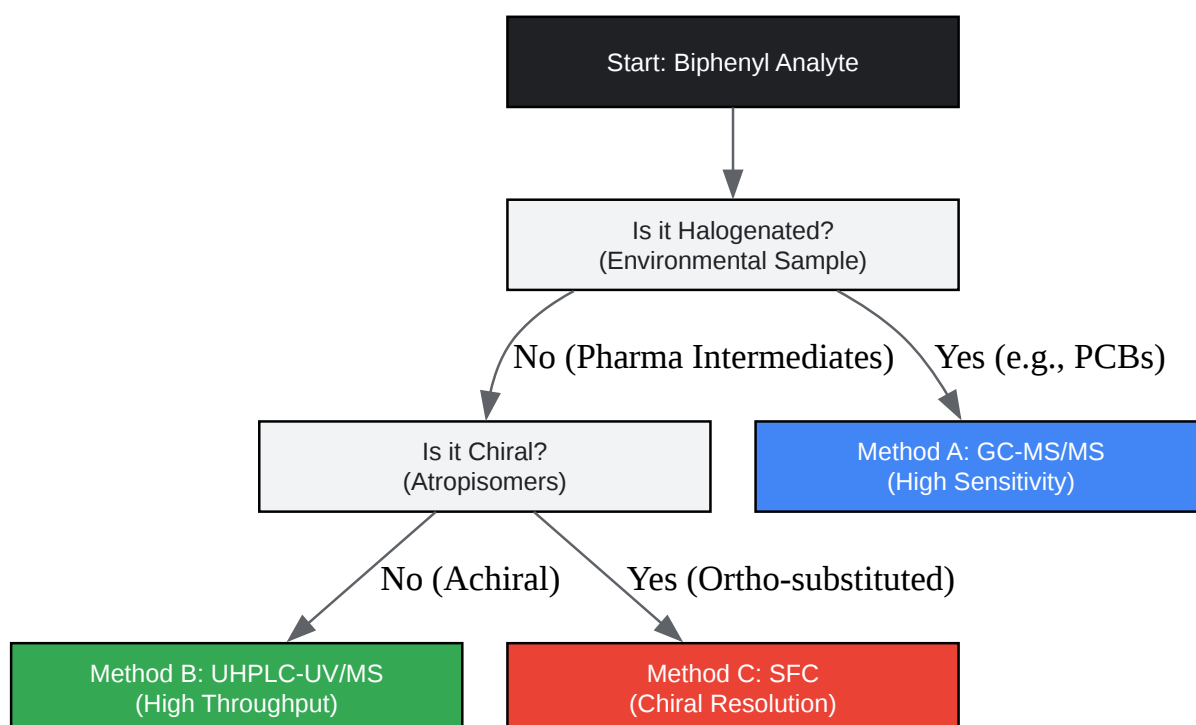 Start: Biphenyl Analyte
Is it Halogenated?
(Environmental Sample)
No (Pharma Intermediates)
Yes (e.g., PCBs)
Is it Chiral?
(Atropisomers)
Method A: GC-MS/MS
(High Sensitivity)
No (Achiral)
Yes (Ortho-substituted)
Method B: UHPLC-UV/MS
(High Throughput)
Method C: SFC
(Chiral Resolution)